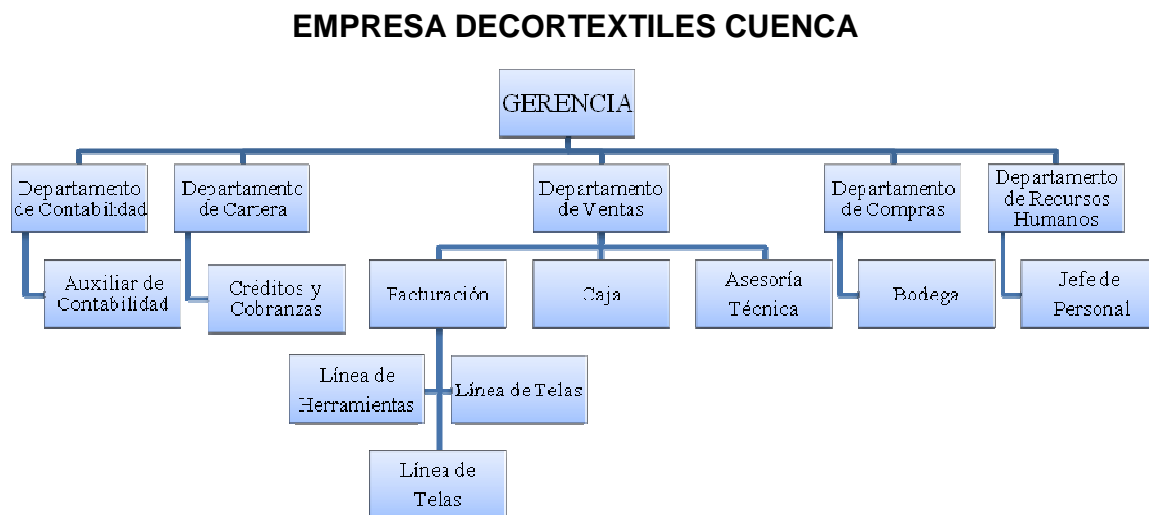 EMPRESA DECORTEXTILES CUENCA
GERENCIA
Departamento
de Contabilidad
Departamento
de Cartera
Departamento
de Ventas
Departamento
de Compras
Departamento
de Recursos
Humanos
Auxiliar de
Contabilidad
Créditos y
Cobranzas
Facturación
Caja
Asesoría
Técnica
Bodega
Jefe de
Personal
Línea de
Herramientas
Línea de Telas
Línea de
Telas